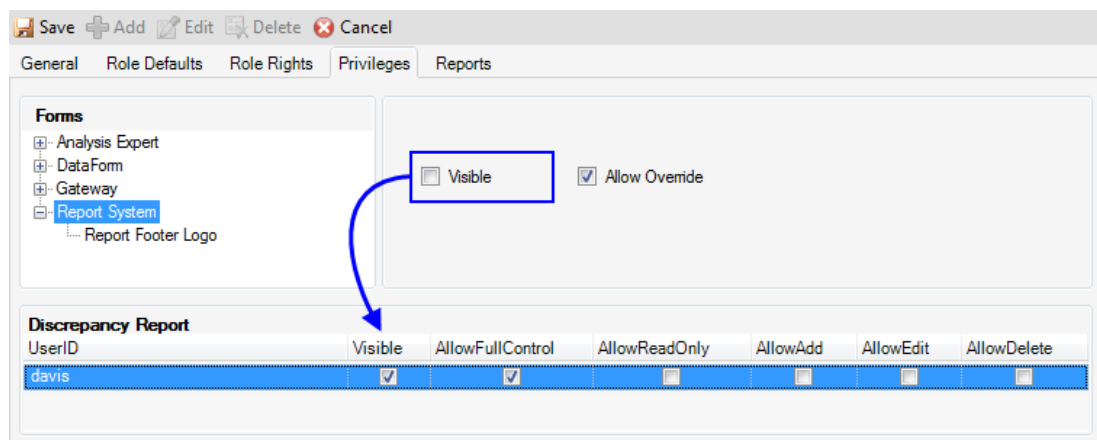 Save Add Edit Delete Cancel
General Role Defaults Role Rights Privileges Reports
Forms
Analysis Expert
DataForm
Gateway
Report System
Report Footer Logo
Visible Allow Override
Discrepancy Report
UserID Visible AllowFullControl AllowReadOnly AllowAdd AllowEdit AllowDelete
davis